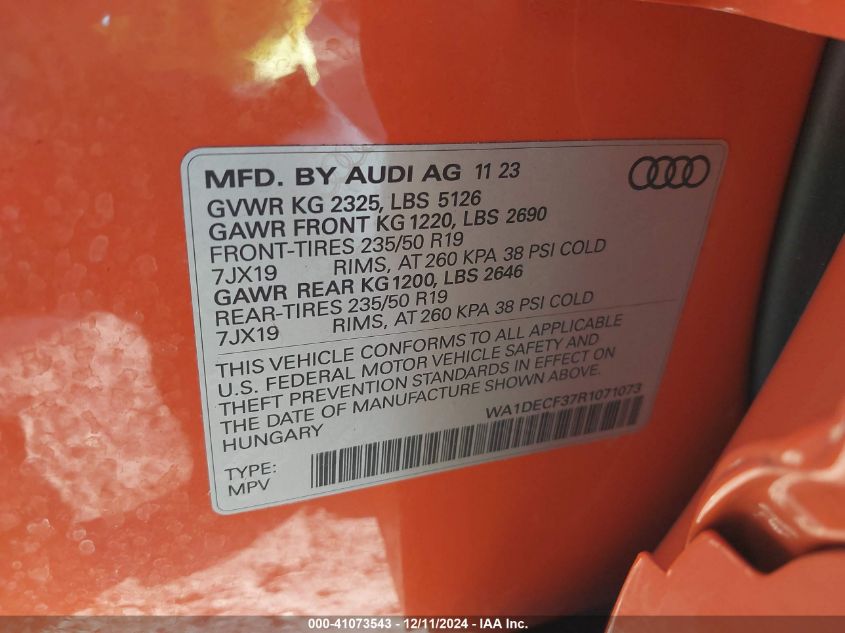 MFD. BY AUDI AG 11 23
GVWR KG 2325, LBS 5126
GAWR FRONT KG 1220, LBS 2690
FRONT-TIRES 235/50 R19
7JX19 RIMS, AT 260 KPA 38 PSI COLD
GAWR REAR KG 1200, LBS 2646
REAR-TIRES 235/50 R19
7JX19 RIMS, AT 260 KPA 38 PSI COLD
THIS VEHICLE CONFORMS TO ALL APPLICABLE
U.S. FEDERAL MOTOR VEHICLE SAFETY AND
THEFT PREVENTION STANDARDS IN EFFECT ON
THE DATE OF MANUFACTURE SHOWN ABOVE.
HUNGARY
WA1DECF37R1071073
TYPE:
MPV
000-41073543 - 12/11/2024 - IAA Inc.